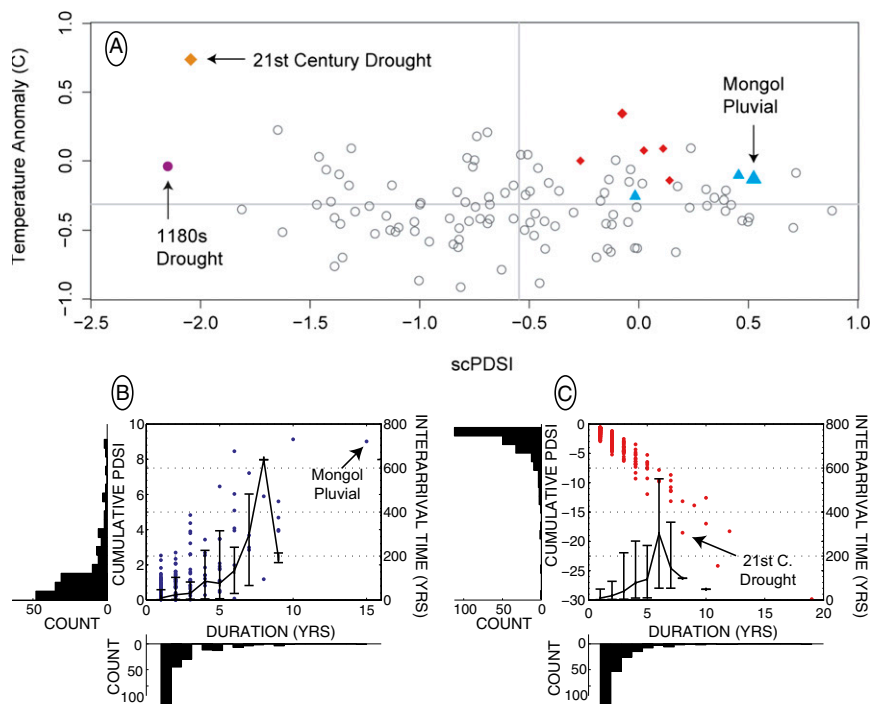 A
Temperature Anomaly (C)
1.0
0.5
0.0
−0.5
−1.0
21st Century Drought
Mongol
Pluvial
1180s
Drought
−2.5
−2.0
−1.5
−1.0
−0.5
0.0
0.5
1.0
scPDSI
B
CUMULATIVE PDSI
10
8
6
4
2
0
800
600
400
200
0
INTERARRIVAL TIME (YRS)
Mongol
Pluvial
50
0
COUNT
0
5
10
15
DURATION (YRS)
COUNT
0
50
100
C
CUMULATIVE PDSI
0
−5
−10
−15
−20
−25
−30
800
600
400
200
0
INTERARRIVAL TIME (YRS)
21st C.
Drought
100
50
0
COUNT
0
5
10
15
20
DURATION (YRS)
COUNT
0
50
100